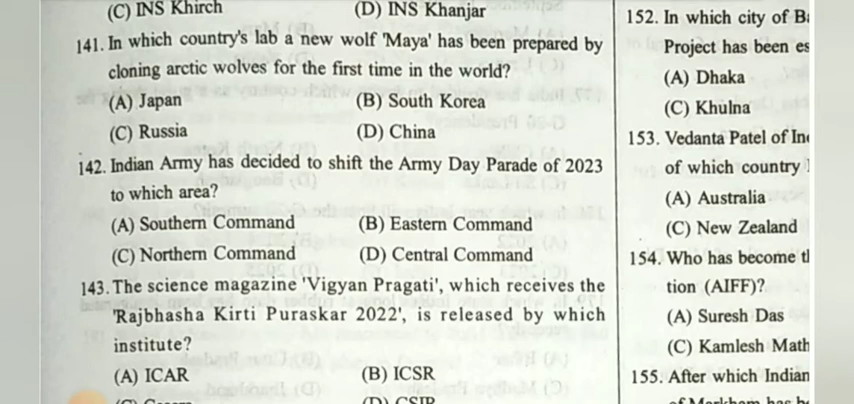 (C) INS Khirch (D) INS Khanjar
141. In which country's lab a new wolf 'Maya' has been prepared by
cloning arctic wolves for the first time in the world?
(A) Japan (B) South Korea
(C) Russia (D) China
142. Indian Army has decided to shift the Army Day Parade of 2023
to which area?
(A) Southern Command (B) Eastern Command
(C) Northern Command (D) Central Command
143. The science magazine 'Vigyan Pragati', which receives the
'Rajbhasha Kirti Puraskar 2022', is released by which
institute?
(A) ICAR (B) ICSR
(D) CSIR
152. In which city of
Project has been es
(A) Dhaka
(C) Khulna
153. Vedanta Patel of
of which country
(A) Australia
(C) New Zealand
154. Who has become
tion (AIFF)?
(A) Suresh Das
(C) Kamlesh Math
155. After which Indian